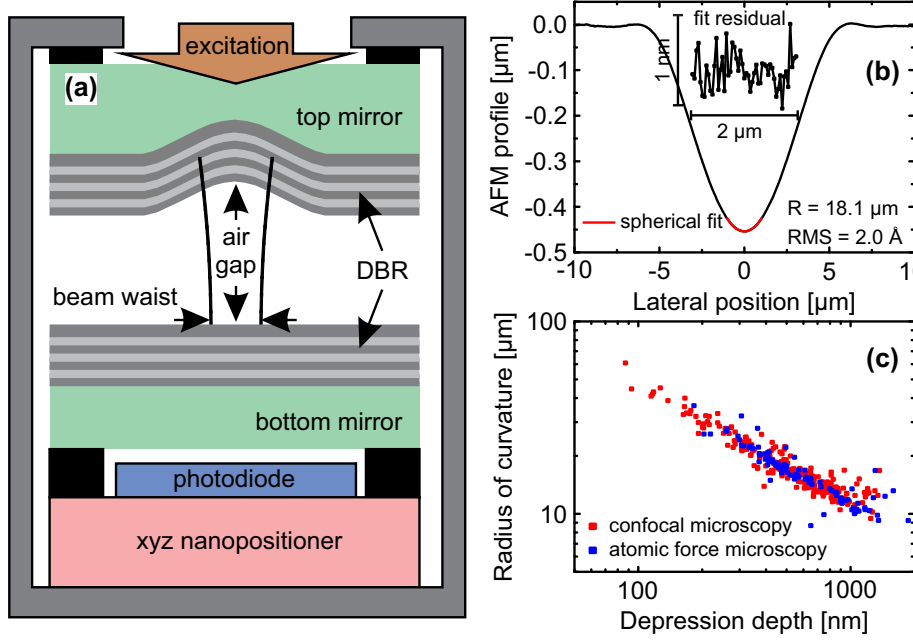 (a)
excitation
top mirror
air
gap
DBR
beam waist
bottom mirror
photodiode
xyz nanopositioner
(b)
AFM profile [µm]
0.0
-0.1
-0.2
-0.3
-0.4
-0.5
fit residual
1 nm
2 µm
spherical fit
R = 18.1 µm
RMS = 2.0 Å
-10 -5 0 5 10
Lateral position [µm]
(c)
Radius of curvature [µm]
100
10
confocal microscopy
atomic force microscopy
100 1000
Depression depth [nm]